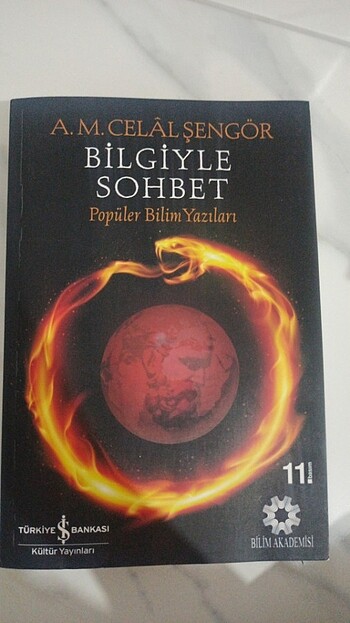 A. M. CELÂL ŞENGÖR
BİLGİYLE
SOHBET
Popüler Bilim Yazıları
11. basım
TÜRKİYE İŞ BANKASI
Kültür Yayınları
BİLİM AKADEMİSİ